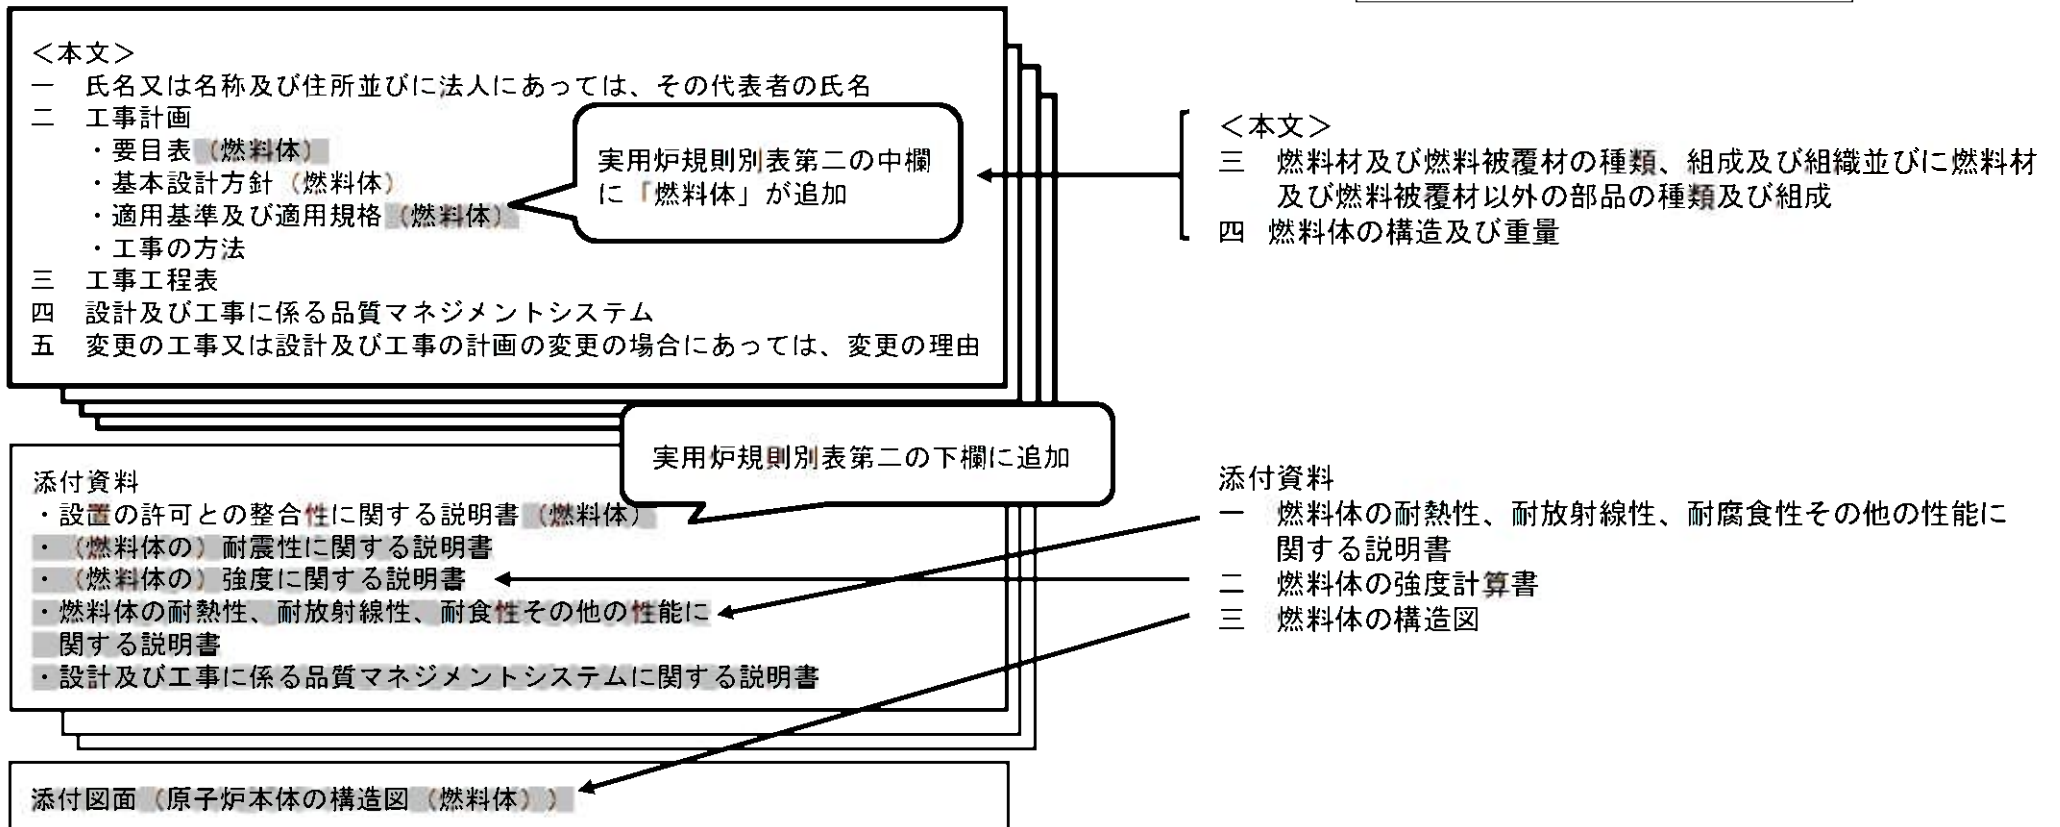 ＜本文＞
一　氏名又は名称及び住所並びに法人にあっては、その代表者の氏名
二　工事計画
・要目表（燃料体）
・基本設計方針（燃料体）
・適用基準及び適用規格（燃料体）
・工事の方法
三　工事工程表
四　設計及び工事に係る品質マネジメントシステム
五　変更の工事又は設計及び工事の計画の変更の場合にあっては、変更の理由
実用炉規則別表第二の中欄
に「燃料体」が追加
＜本文＞
三　燃料材及び燃料被覆材の種類、組成及び組織並びに燃料材
及び燃料被覆材以外の部品の種類及び組成
四　燃料体の構造及び重量
実用炉規則別表第二の下欄に追加
添付資料
・設置の許可との整合性に関する説明書（燃料体）
・（燃料体の）耐震性に関する説明書
・（燃料体の）強度に関する説明書
・燃料体の耐熱性、耐放射線性、耐食性その他の性能に
関する説明書
・設計及び工事に係る品質マネジメントシステムに関する説明書
添付資料
一　燃料体の耐熱性、耐放射線性、耐腐食性その他の性能に
関する説明書
二　燃料体の強度計算書
三　燃料体の構造図
添付図面（原子炉本体の構造図（燃料体））